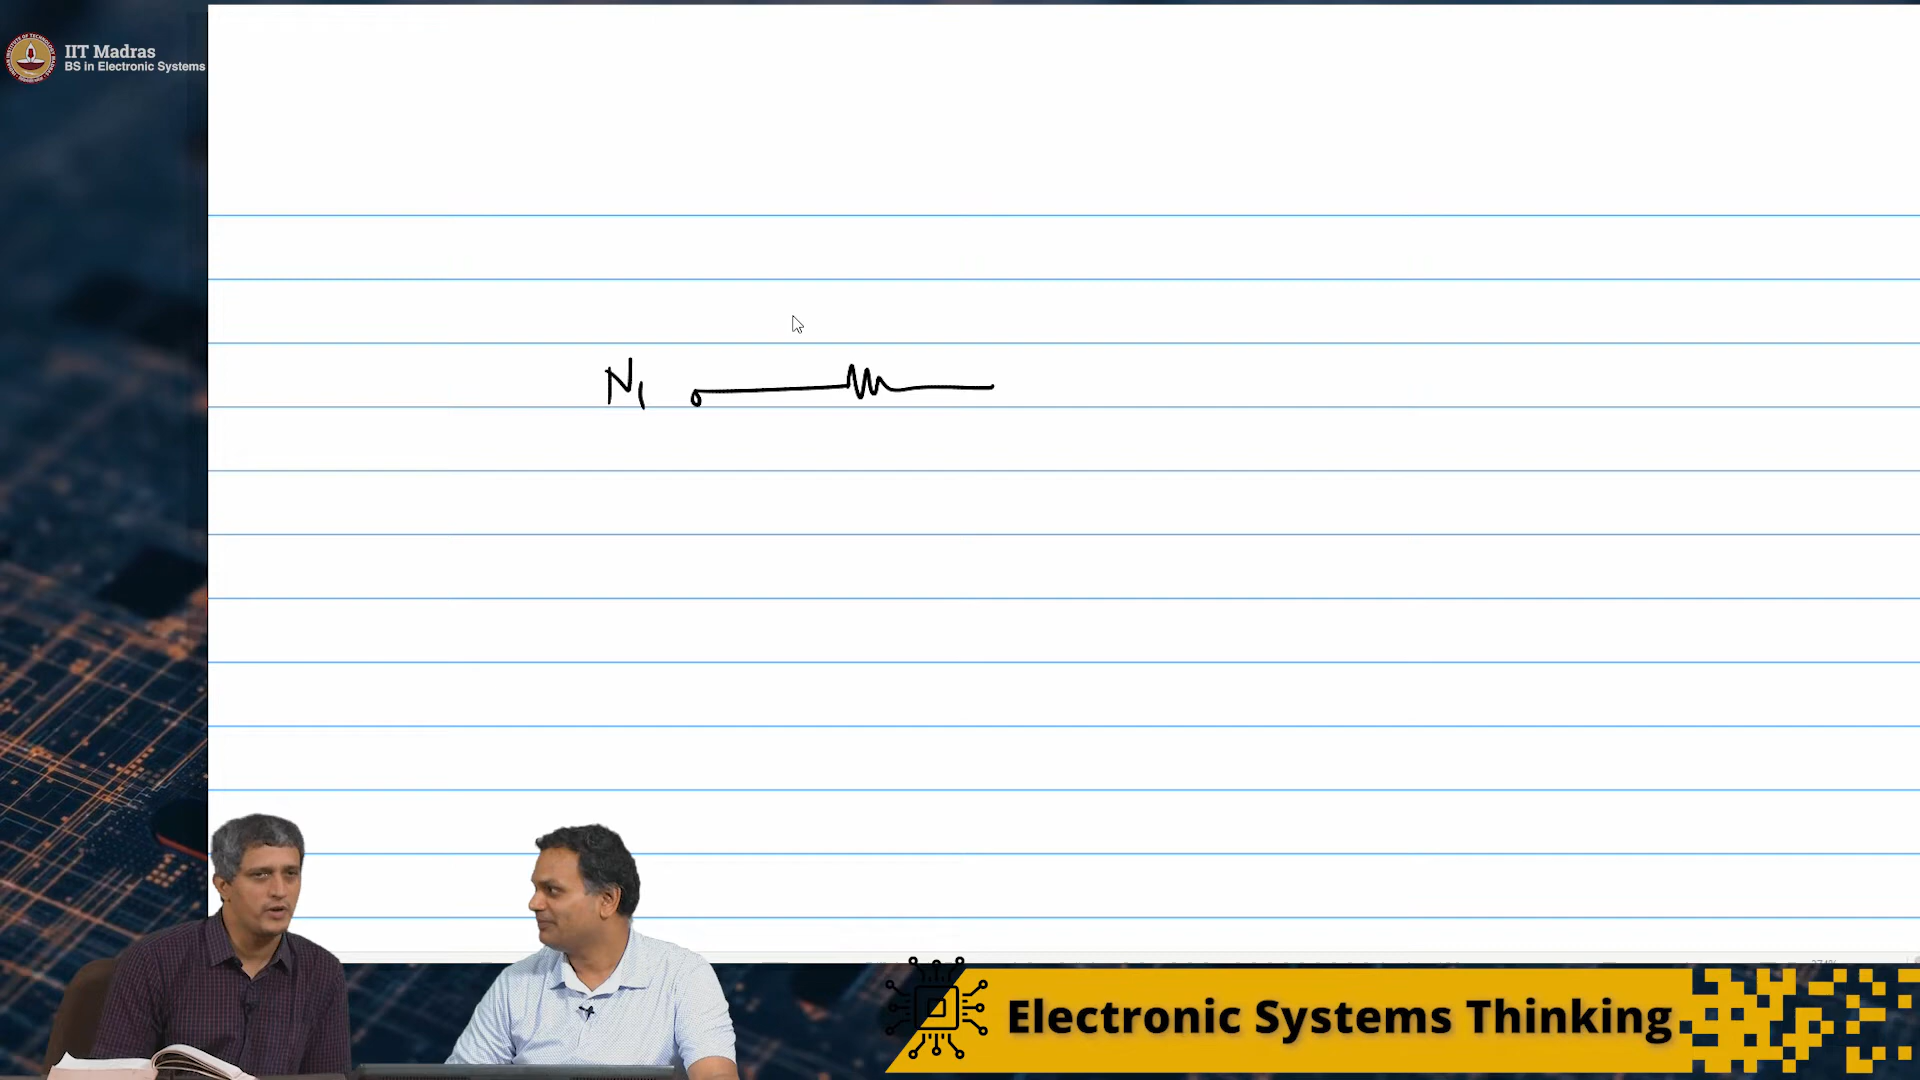 IIT Madras
BS in Electronic Systems
N1
Electronic Systems Thinking